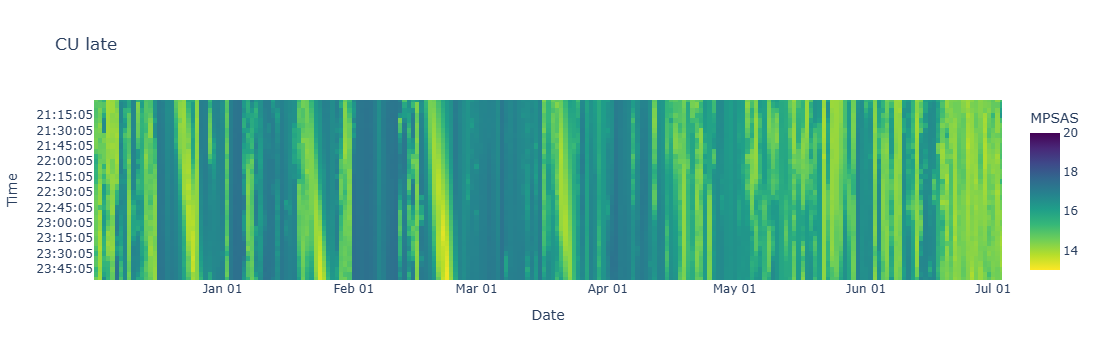 CU late
MPSAS
20
18
16
14
21:15:05
21:30:05
21:45:05
22:00:05
22:15:05
22:30:05
22:45:05
23:00:05
23:15:05
23:30:05
23:45:05
Time
Jan 01
Feb 01
Mar 01
Apr 01
May 01
Jun 01
Jul 01
Date